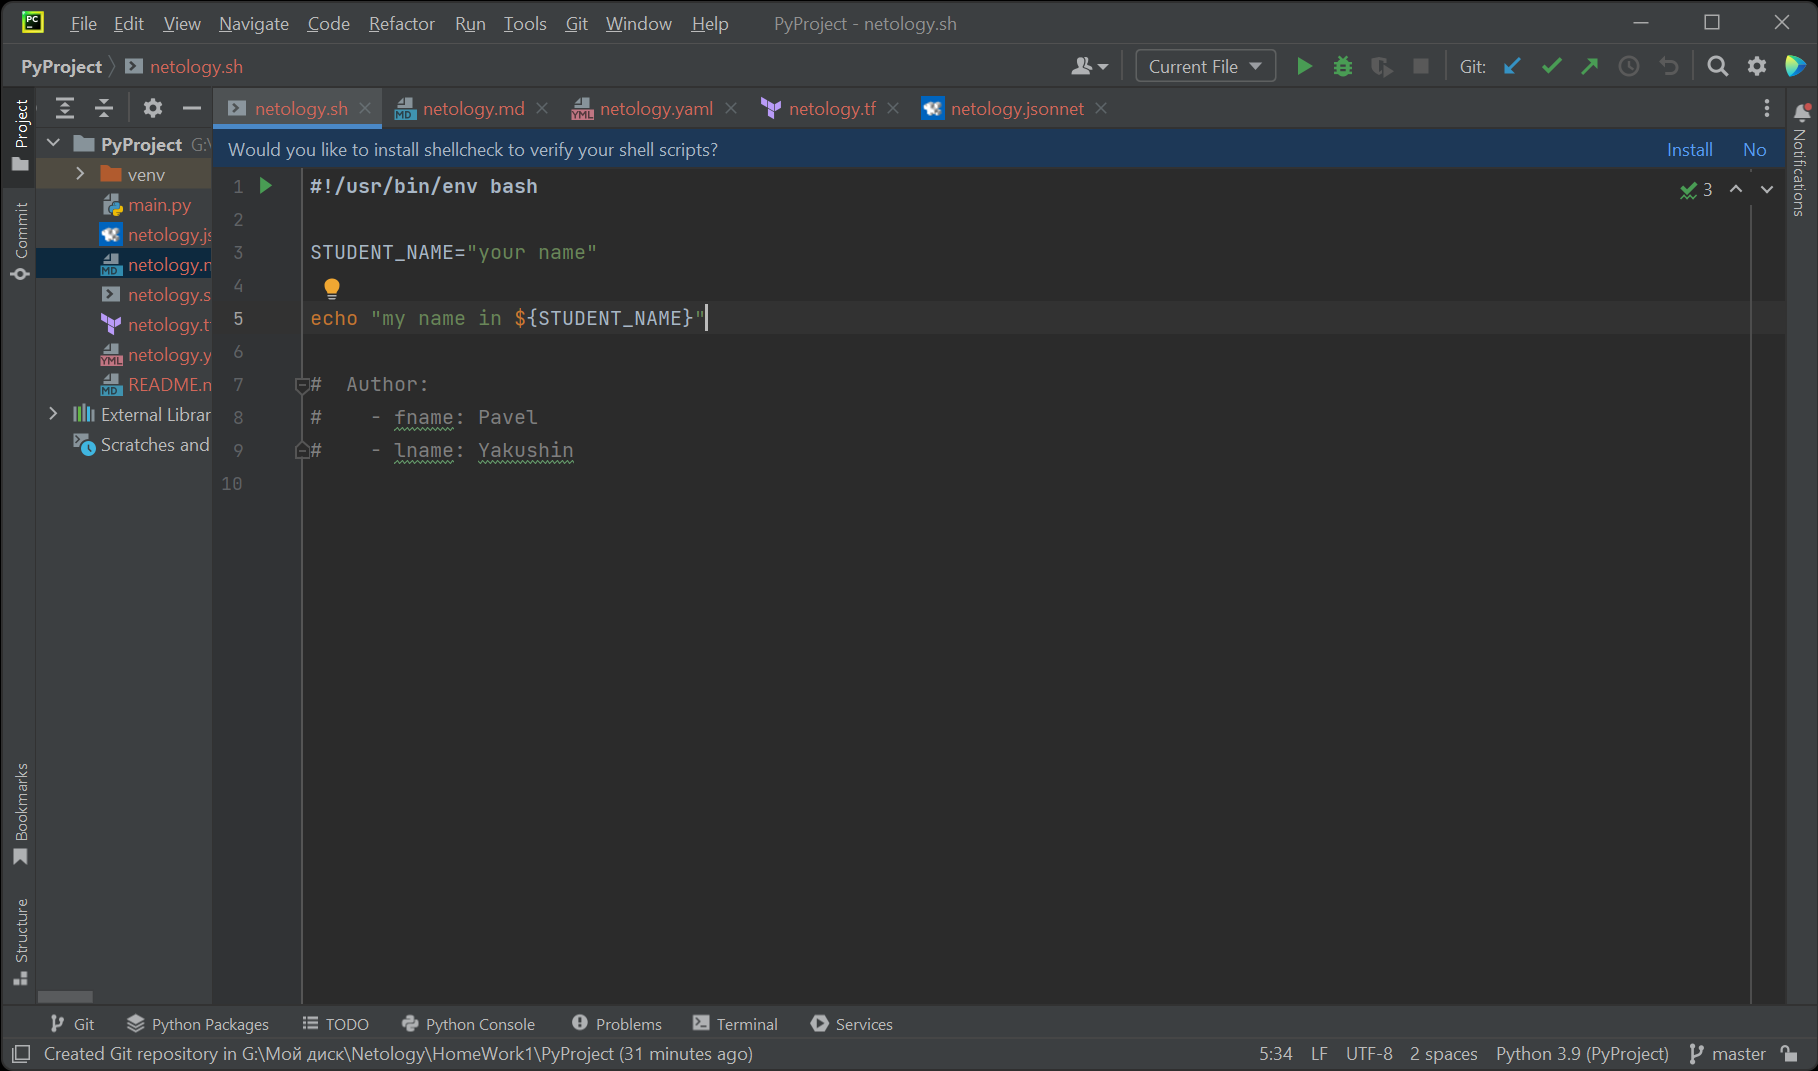 PC
File Edit View Navigate Code Refactor Run Tools Git Window Help PyProject - netology.sh
PyProject netology.sh Current File Git:
netology.sh netology.md netology.yaml netology.tf netology.jsonnet
Project
Commit
Bookmarks
Structure
Notifications
PyProject G:\
venv
main.py
netology.js
netology.m
netology.s
netology.t
netology.y
README.m
External Librar
Scratches and
Would you like to install shellcheck to verify your shell scripts? Install No
3
1 #!/usr/bin/env bash
2
3 STUDENT_NAME="your name"
4
5 echo "my name in ${STUDENT_NAME}"
6
7 #  Author:
8 #    - fname: Pavel
9 #    - lname: Yakushin
10
Git Python Packages TODO Python Console Problems Terminal Services
Created Git repository in G:\Мой диск\Netology\HomeWork1\PyProject (31 minutes ago) 5:34 LF UTF-8 2 spaces Python 3.9 (PyProject) master